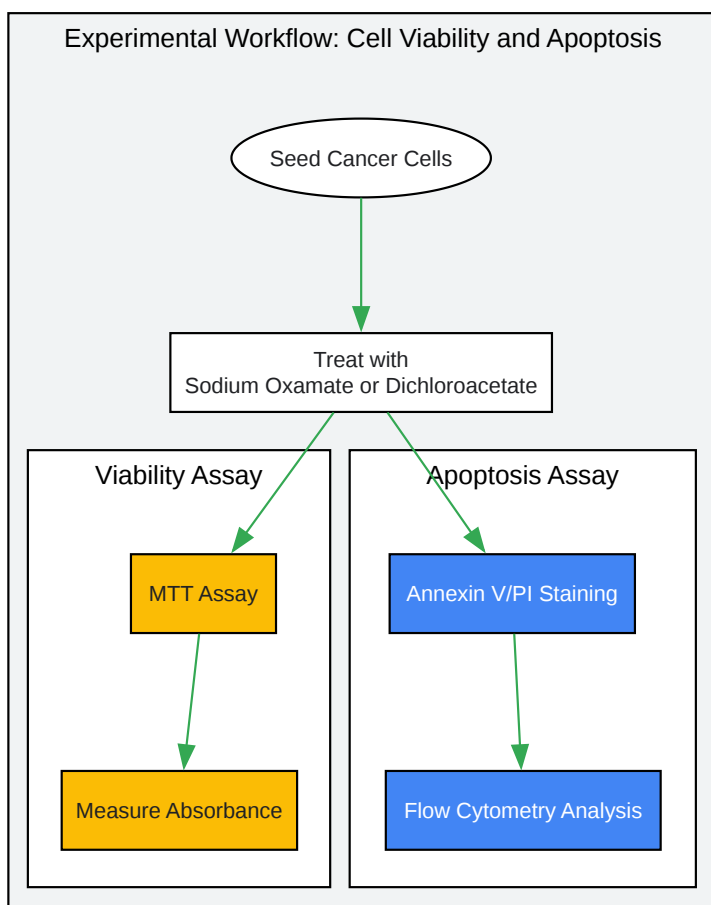 Experimental Workflow: Cell Viability and Apoptosis
Seed Cancer Cells
Treat with
Sodium Oxamate or Dichloroacetate
Viability Assay
MTT Assay
Measure Absorbance
Apoptosis Assay
Annexin V/PI Staining
Flow Cytometry Analysis